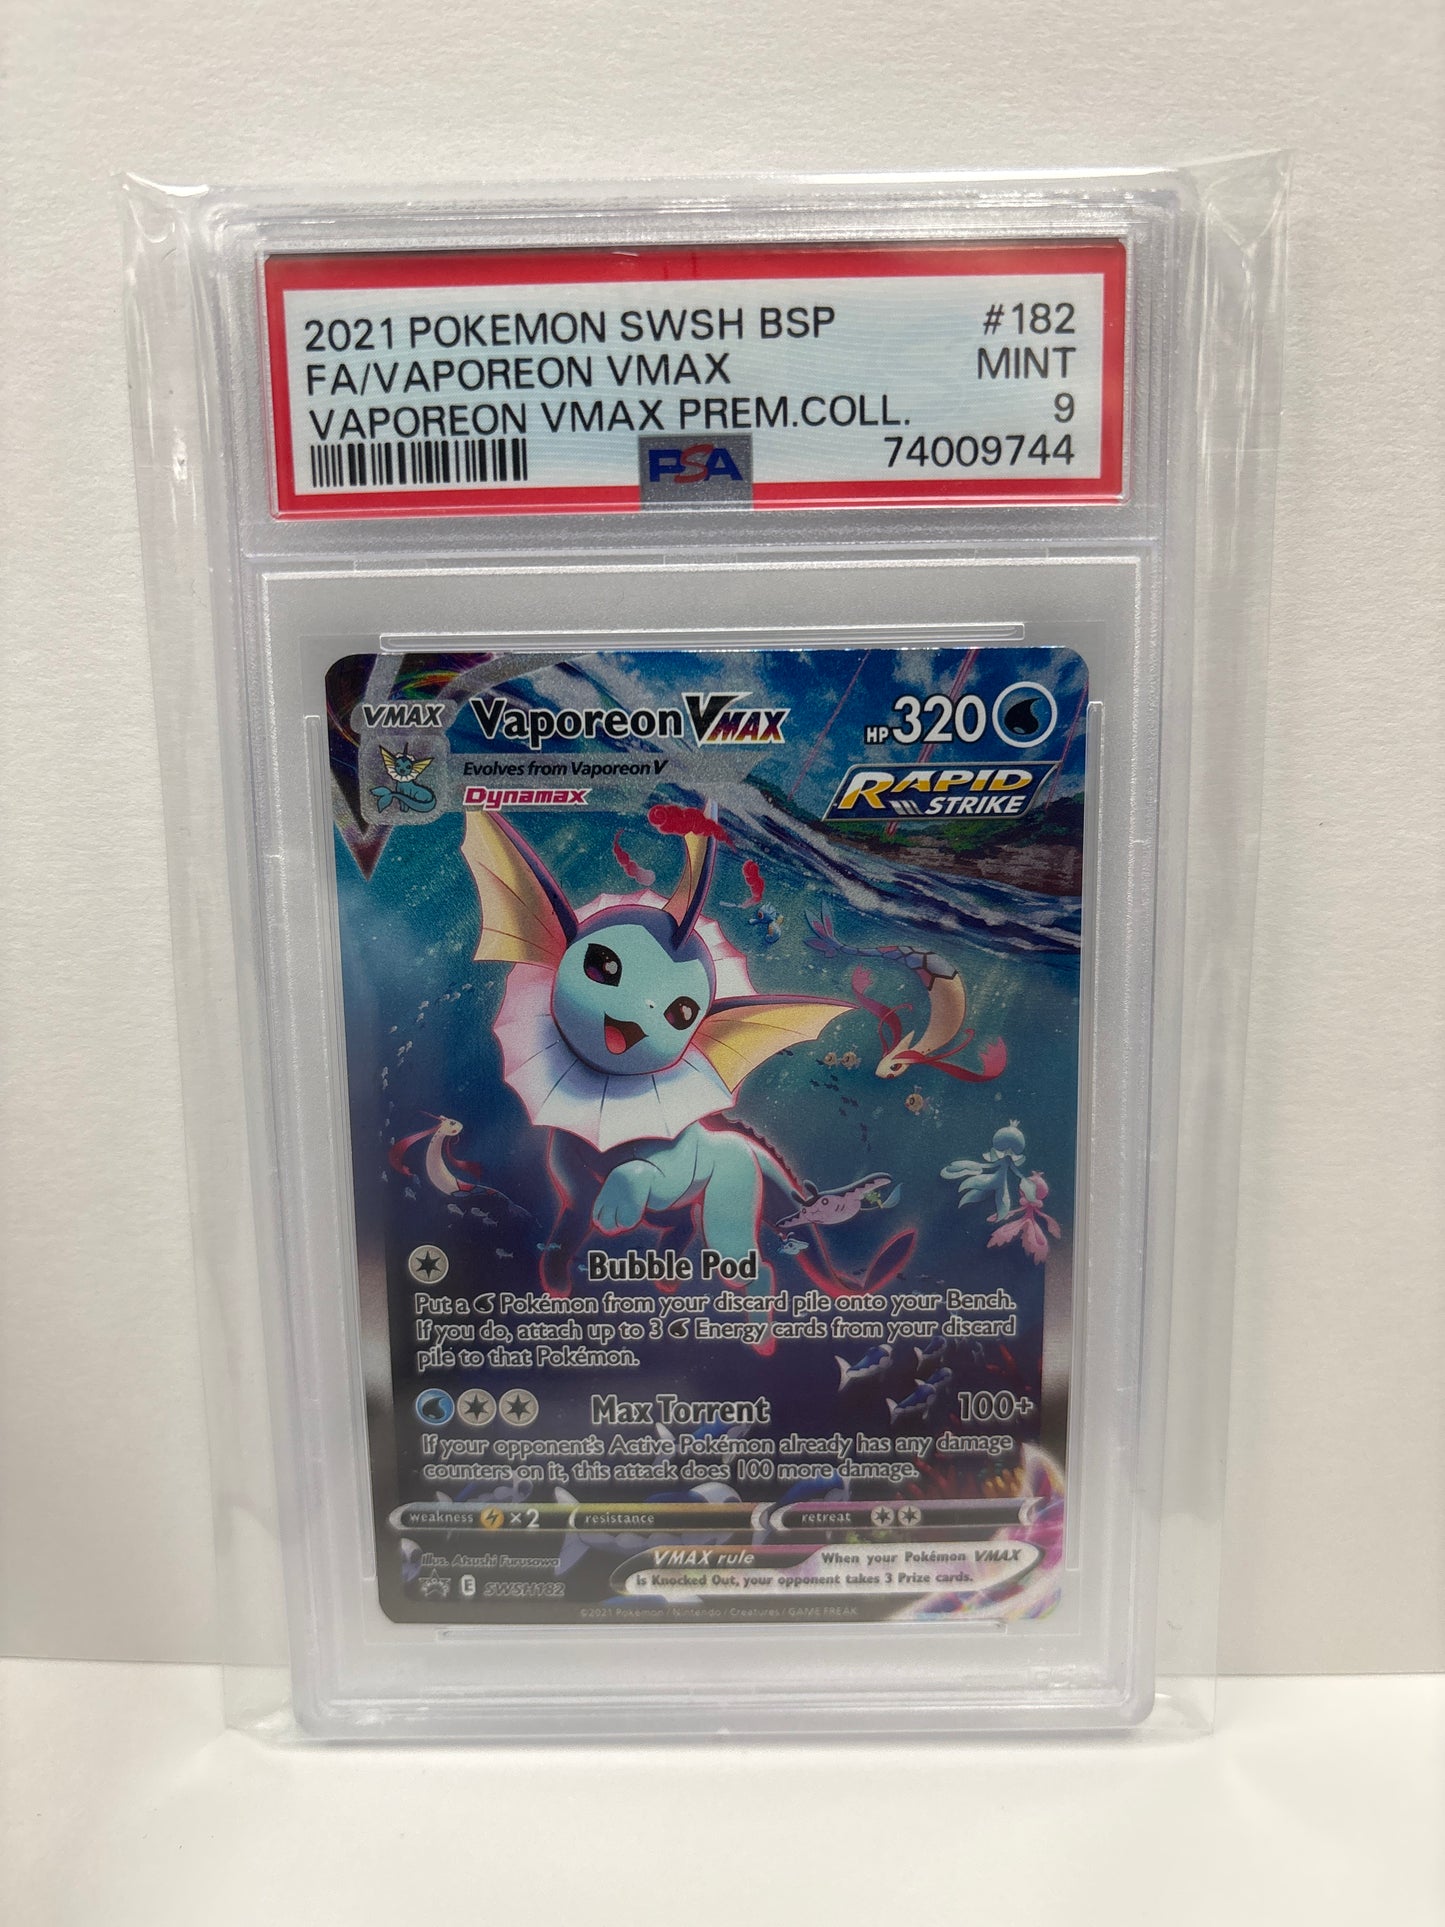 2021 POKEMON SWSH BSP #182
FA/VAPOREON VMAX MINT
VAPOREON VMAX PREM.COLL. 9
PSA 74009744
VMAX Vaporeon VMAX HP 320
Evolves from Vaporeon V
Dynamax
RAPID
STRIKE
Bubble Pod
Put a Pokémon from your discard pile onto your Bench.
If you do, attach up to 3 Energy cards from your discard
pile to that Pokémon.
Max Torrent 100+
If your opponent's Active Pokémon already has any damage
counters on it, this attack does 100 more damage.
weakness ×2 resistance retreat
Illus. Atsushi Furusawa
VMAX rule When your Pokémon VMAX
is Knocked Out, your opponent takes 3 Prize cards.
E SWSH182
©2021 Pokémon / Nintendo / Creatures / GAME FREAK